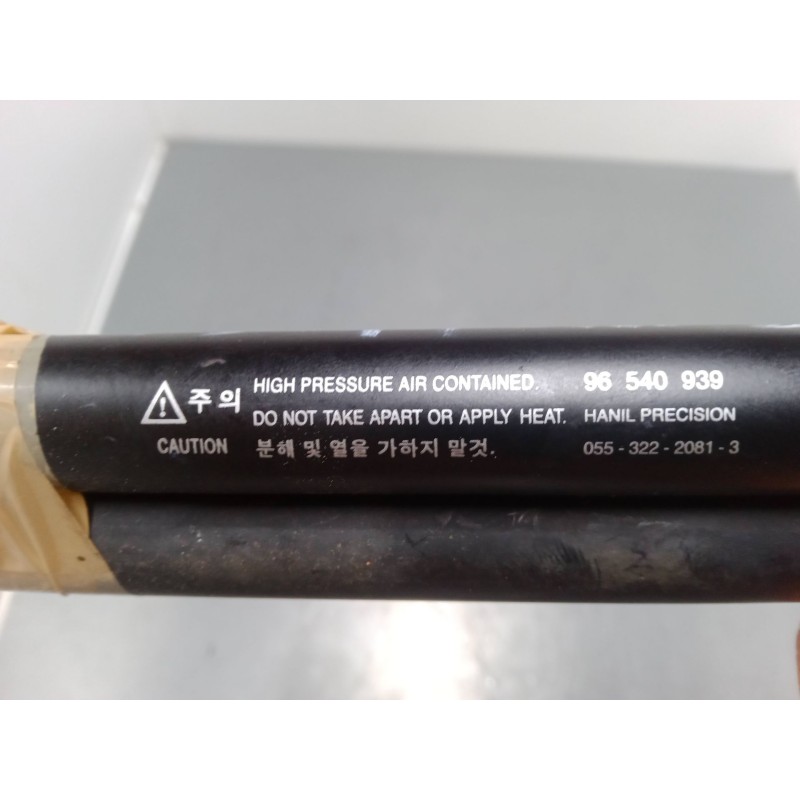 주의 HIGH PRESSURE AIR CONTAINED. 96 540 939
DO NOT TAKE APART OR APPLY HEAT. HANIL PRECISION
CAUTION 분해 및 열을 가하지 말것. 055-322-2081-3